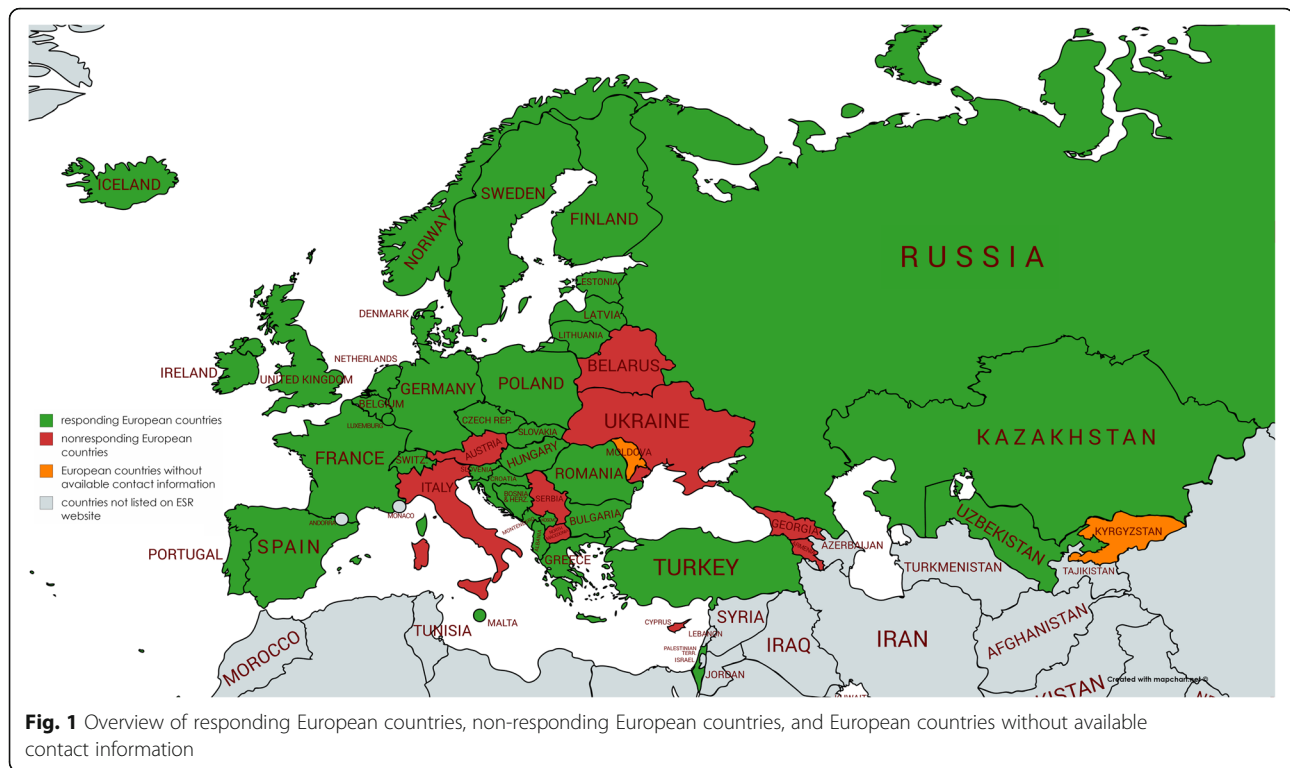 ICELAND
SWEDEN
FINLAND
NORWAY
RUSSIA
ESTONIA
LATVIA
DENMARK
LITHUANIA
NETHERLANDS
BELARUS
IRELAND
UNITED KINGDOM
GERMANY
POLAND
BELGIUM
UKRAINE
LUXEMBURG
CZECH REP.
SLOVAKIA
KAZAKHSTAN
responding European countries
nonresponding European
countries
European countries without
available contact information
countries not listed on ESR
website
FRANCE
SWITZ.
AUSTRIA
HUNGARY
MOLDOVA
SLOVENIA
CROATIA
ROMANIA
ITALY
BOSNIA
& HERZ.
SERBIA
ANDORRA
MONACO
BULGARIA
GEORGIA
AZERBAIJAN
UZBEKISTAN
KYRGYZSTAN
PORTUGAL
SPAIN
GREECE
TURKEY
TURKMENISTAN
TAJIKISTAN
TUNISIA
MALTA
CYPRUS
SYRIA
LEBANON
MOROCCO
PALESTINIAN
TERR.
ISRAEL
IRAQ
IRAN
AFGHANISTAN
JORDAN
Created with mapchart.net ©
Fig. 1 Overview of responding European countries, non-responding European countries, and European countries without available
contact information